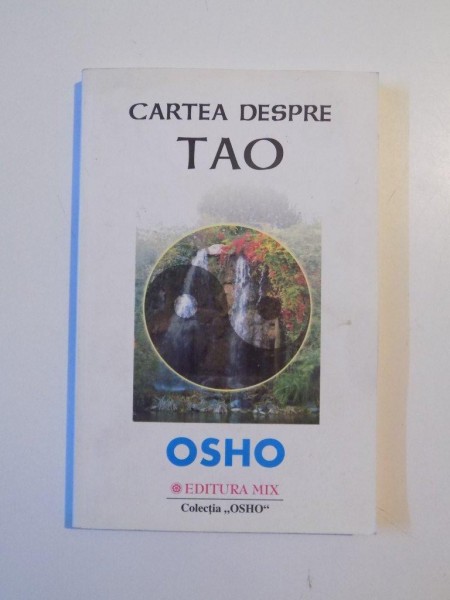 CARTEA DESPRE
TAO
OSHO
EDITURA MIX
Colecția „OSHO“